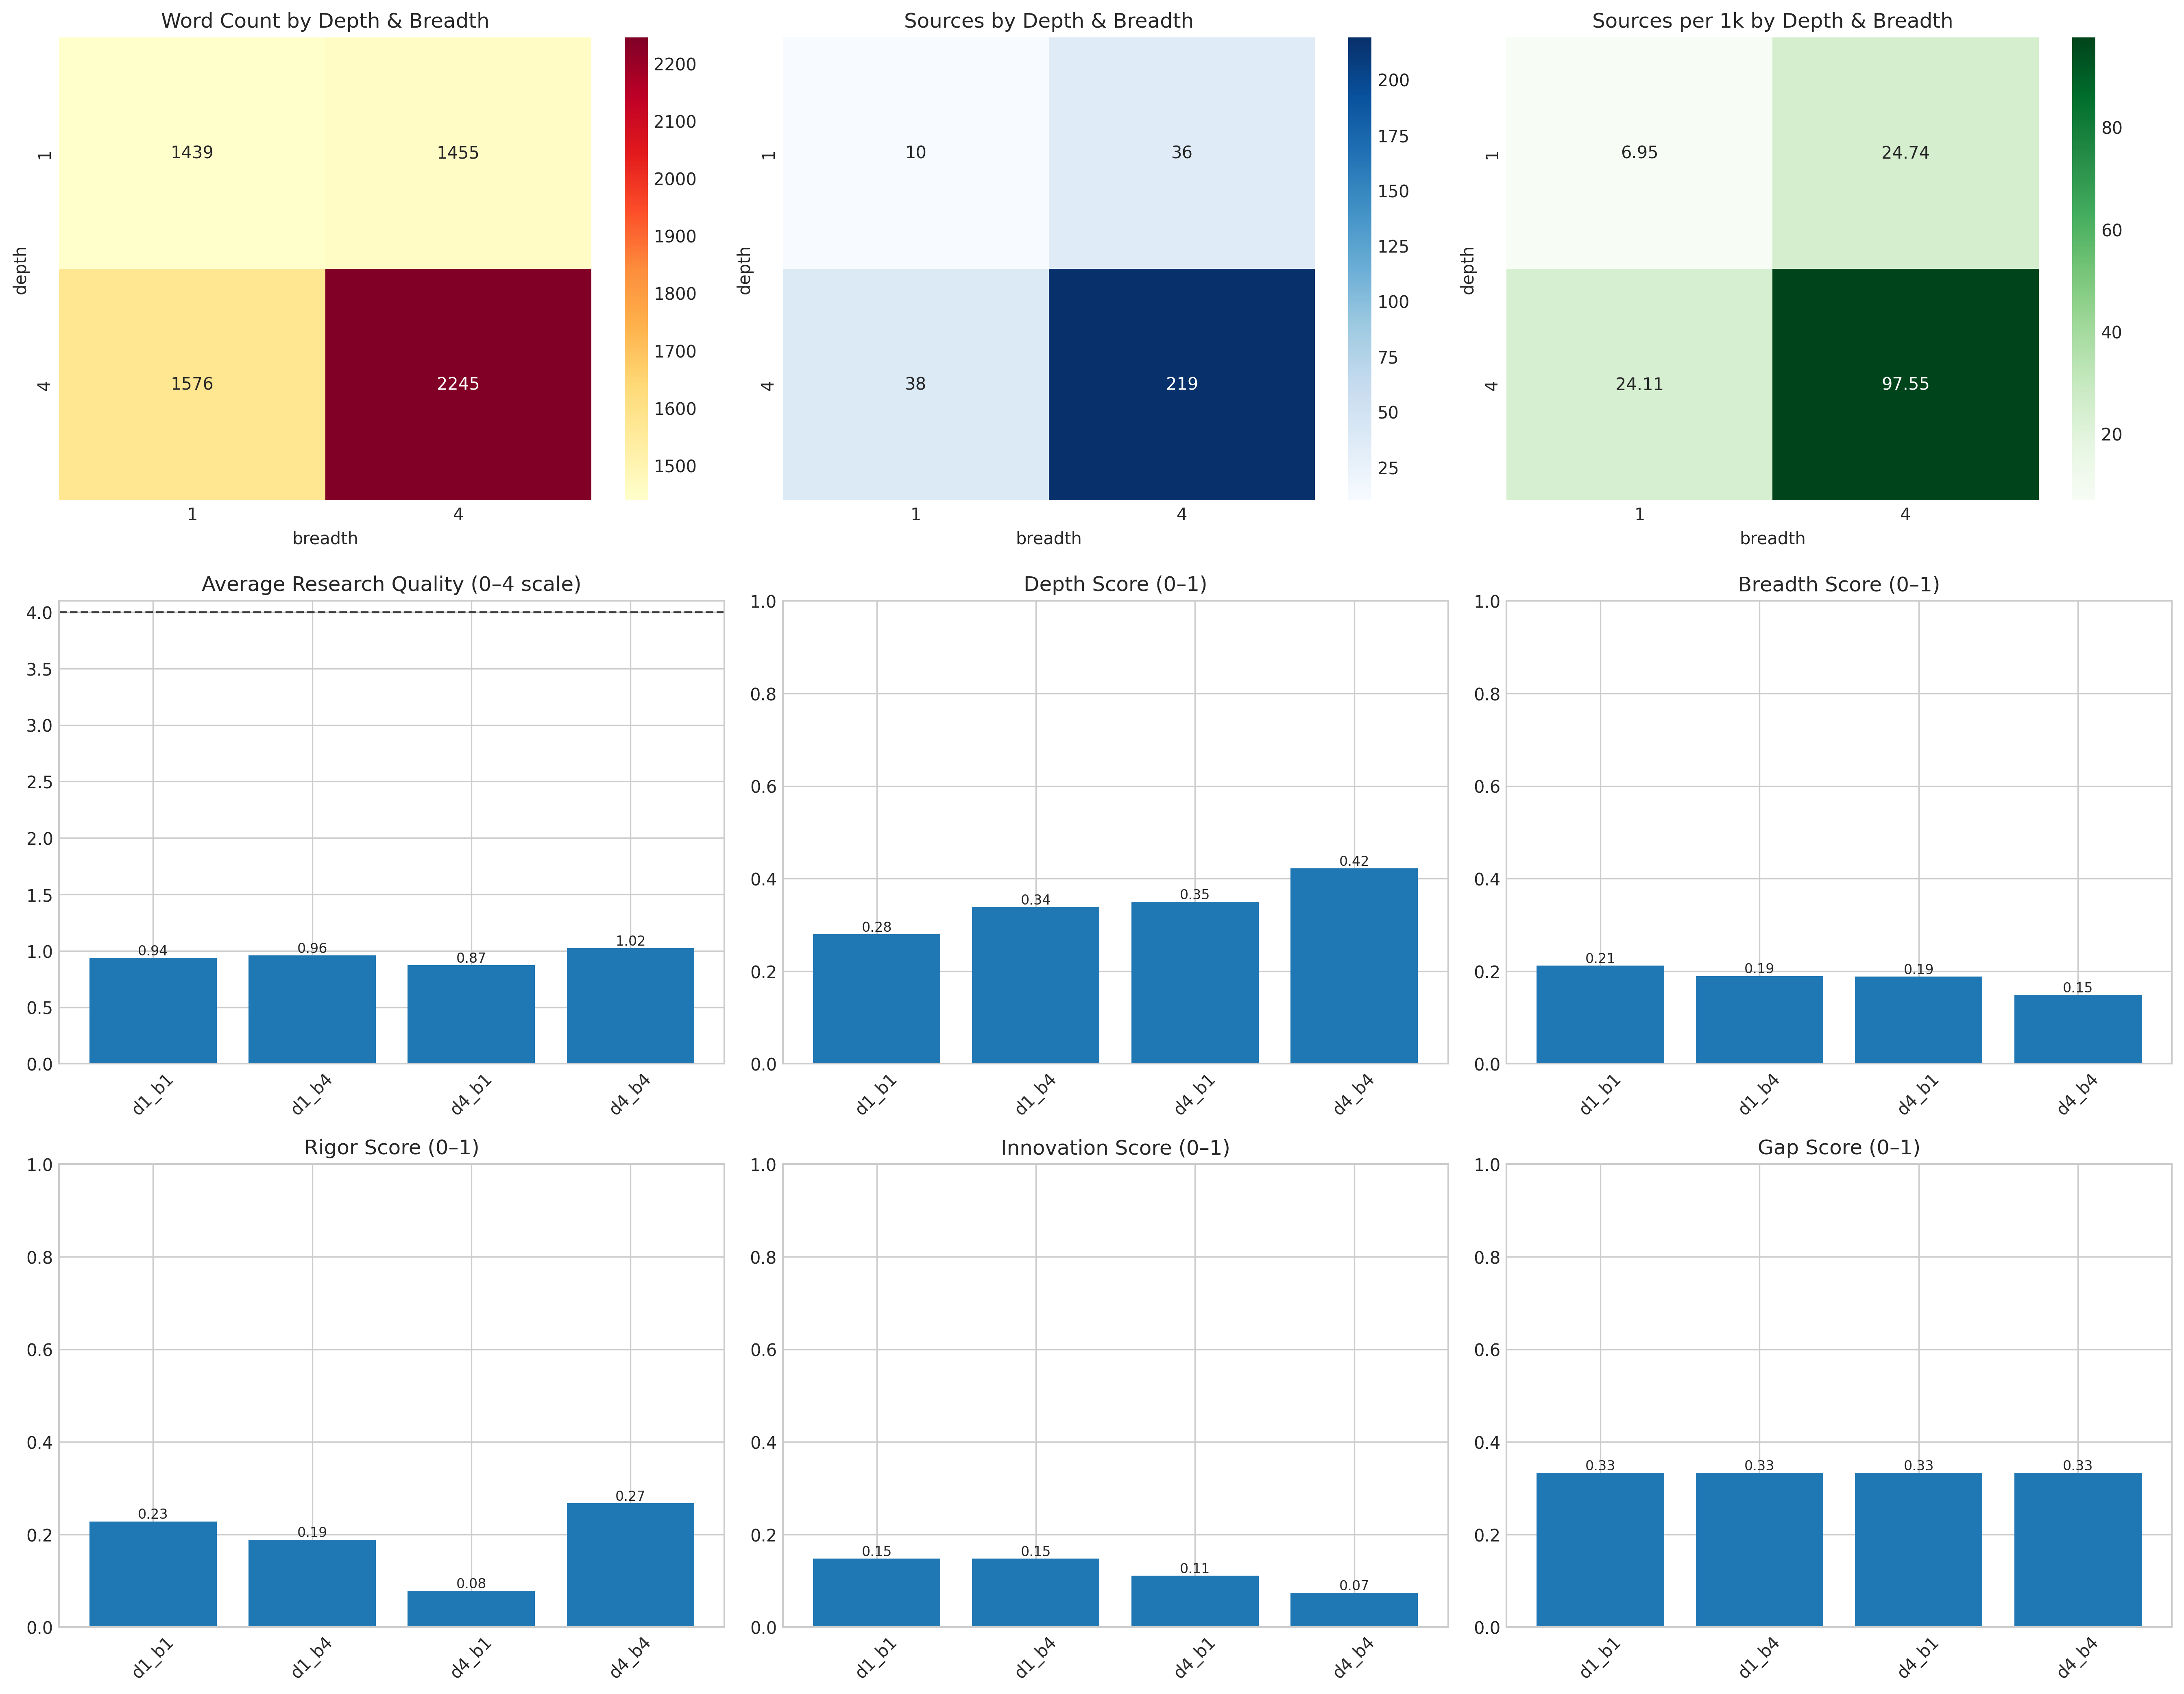 Word Count by Depth & Breadth
depth
1
4
1439
1455
1576
2245
1
4
breadth
2200
2100
2000
1900
1800
1700
1600
1500
Sources by Depth & Breadth
depth
1
4
10
36
38
219
1
4
breadth
200
175
150
125
100
75
50
25
Sources per 1k by Depth & Breadth
depth
1
4
6.95
24.74
24.11
97.55
1
4
breadth
80
60
40
20
Average Research Quality (0–4 scale)
4.0
3.5
3.0
2.5
2.0
1.5
1.0
0.5
0.0
0.94
0.96
0.87
1.02
d1_b1
d1_b4
d4_b1
d4_b4
Depth Score (0–1)
1.0
0.8
0.6
0.4
0.2
0.0
0.28
0.34
0.35
0.42
d1_b1
d1_b4
d4_b1
d4_b4
Breadth Score (0–1)
1.0
0.8
0.6
0.4
0.2
0.0
0.21
0.19
0.19
0.15
d1_b1
d1_b4
d4_b1
d4_b4
Rigor Score (0–1)
1.0
0.8
0.6
0.4
0.2
0.0
0.23
0.19
0.08
0.27
d1_b1
d1_b4
d4_b1
d4_b4
Innovation Score (0–1)
1.0
0.8
0.6
0.4
0.2
0.0
0.15
0.15
0.11
0.07
d1_b1
d1_b4
d4_b1
d4_b4
Gap Score (0–1)
1.0
0.8
0.6
0.4
0.2
0.0
0.33
0.33
0.33
0.33
d1_b1
d1_b4
d4_b1
d4_b4